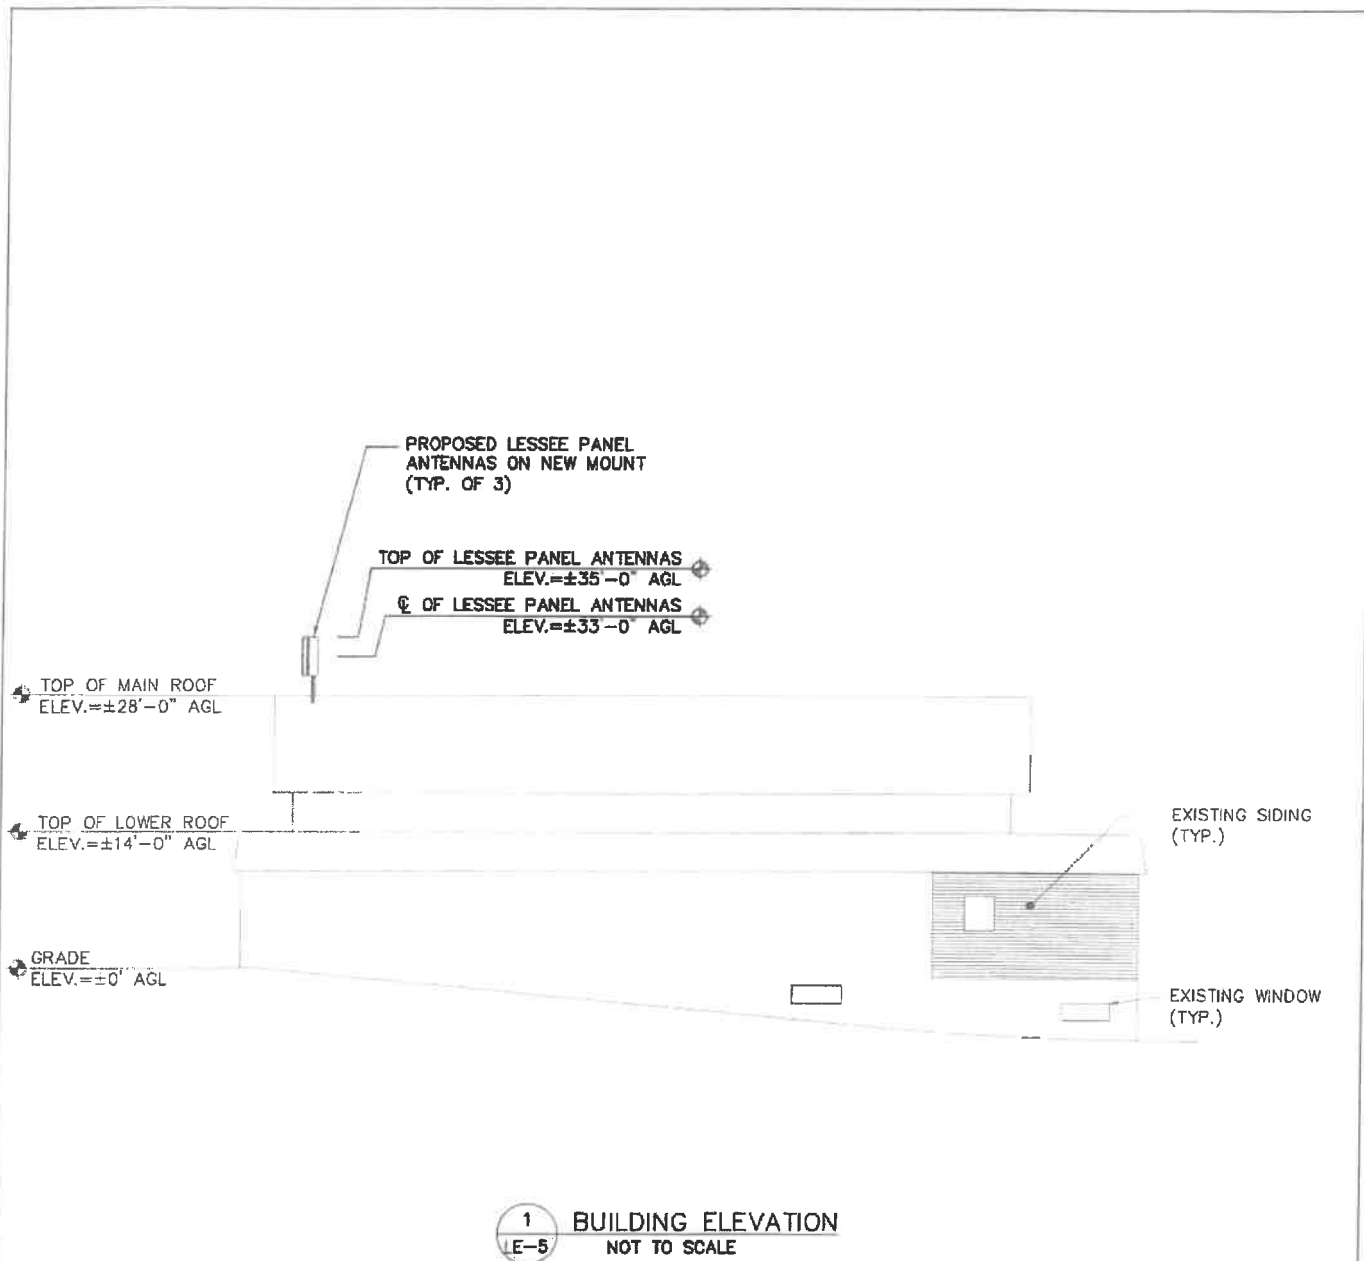 PROPOSED LESSEE PANEL
ANTENNAS ON NEW MOUNT
(TYP. OF 3)
TOP OF LESSEE PANEL ANTENNAS
ELEV.=±35'-0" AGL
℄ OF LESSEE PANEL ANTENNAS
ELEV.=±33'-0" AGL
TOP OF MAIN ROOF
ELEV.=±28'-0" AGL
TOP OF LOWER ROOF
ELEV.=±14'-0" AGL
EXISTING SIDING
(TYP.)
GRADE
ELEV.=±0' AGL
EXISTING WINDOW
(TYP.)
1
LE-5
BUILDING ELEVATION
NOT TO SCALE